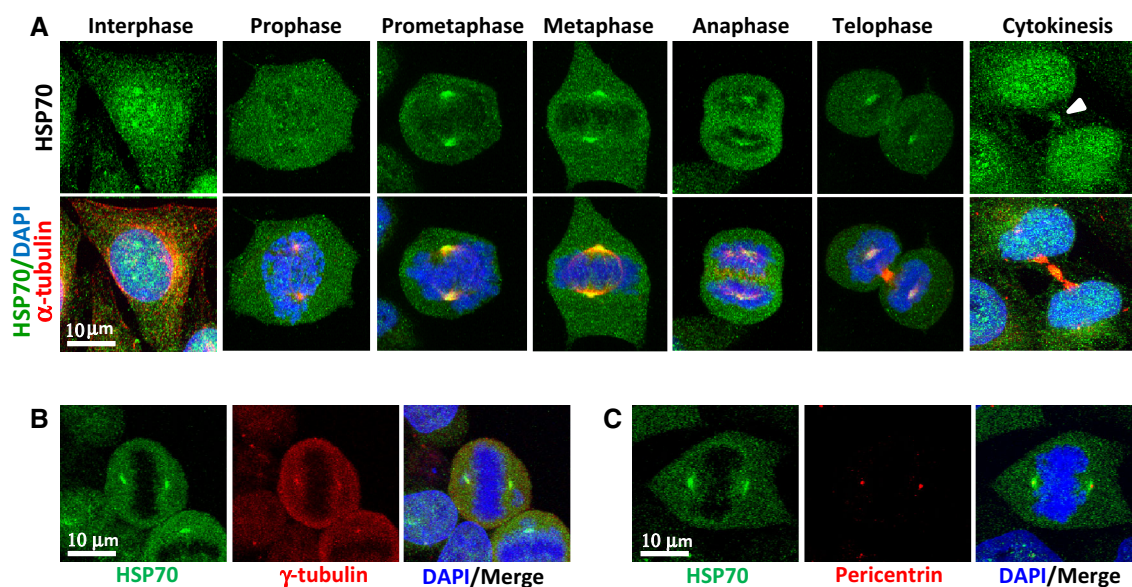 A
Interphase Prophase Prometaphase Metaphase Anaphase Telophase Cytokinesis
HSP70
HSP70/DAPI
α-tubulin
10 μm
B
10 μm
HSP70 γ-tubulin DAPI/Merge
C
10 μm
HSP70 Pericentrin DAPI/Merge